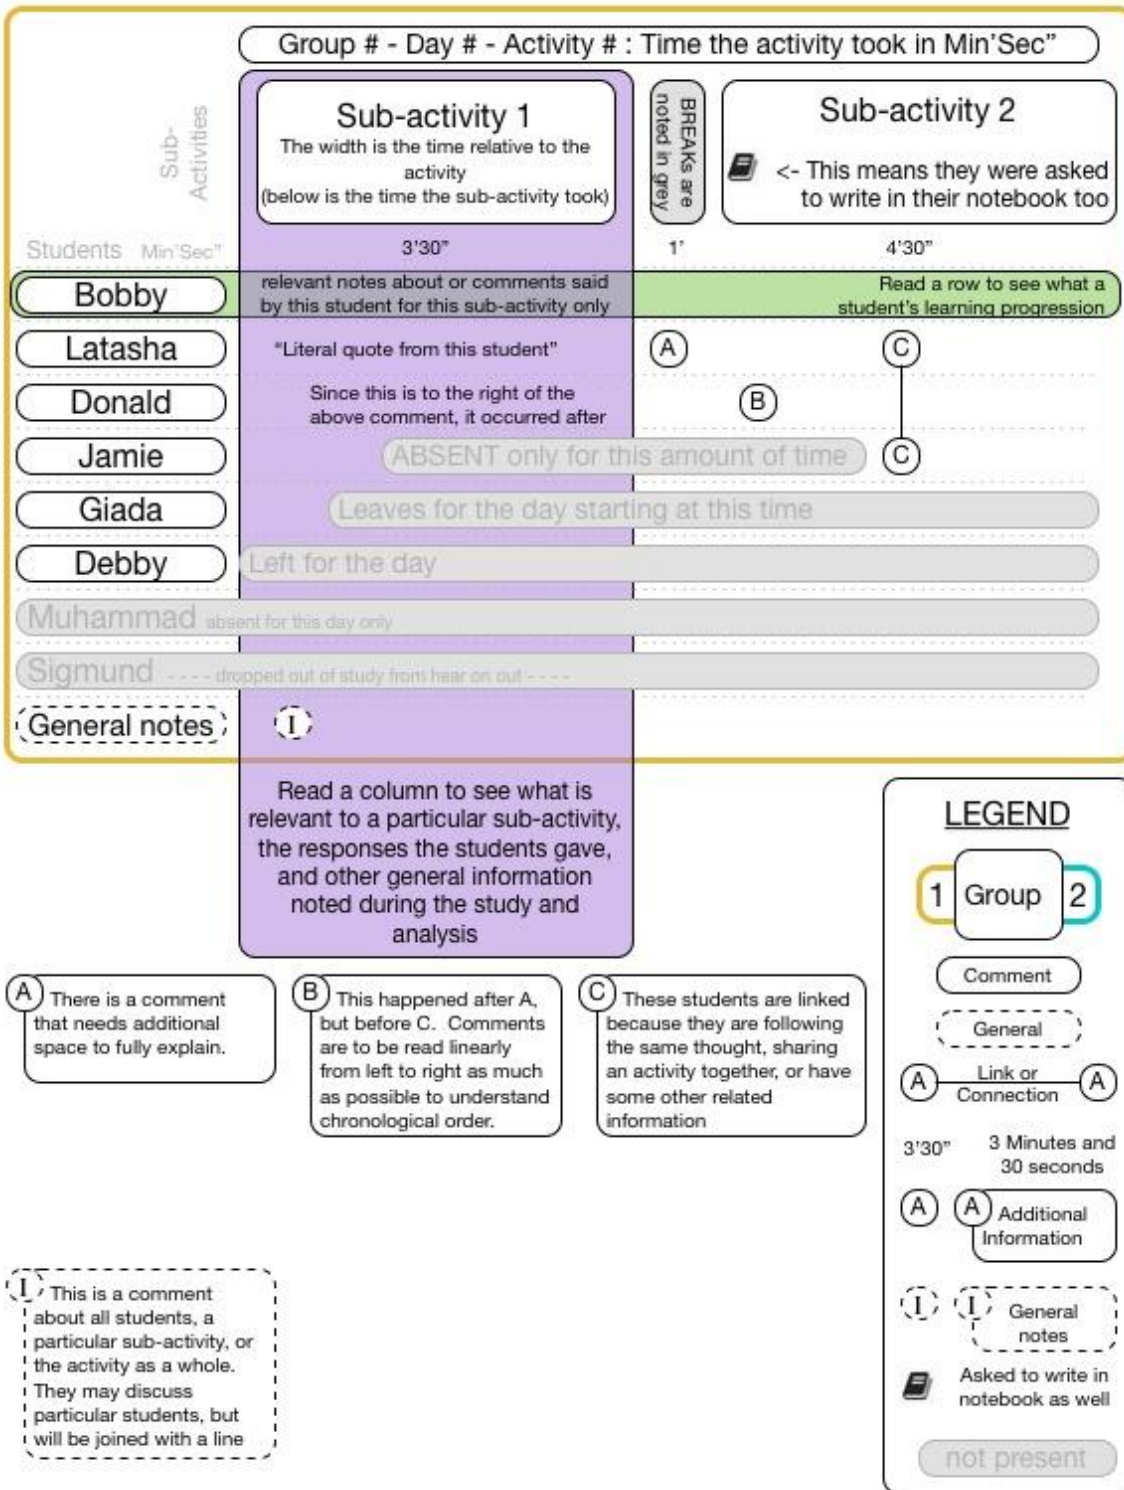 Group # - Day # - Activity # : Time the activity took in Min'Sec”
Sub-
Activities
Sub-activity 1
The width is the time relative to the
activity
(below is the time the sub-activity took)
BREAKs are
noted in grey
Sub-activity 2
<- This means they were asked
to write in their notebook too
Students Min'Sec”
3'30”
1'
4'30”
Bobby
relevant notes about or comments said
by this student for this sub-activity only
Read a row to see what a
student's learning progression
Latasha
“Literal quote from this student”
A
C
Donald
Since this is to the right of the
above comment, it occurred after
B
Jamie
ABSENT only for this amount of time
C
Giada
Leaves for the day starting at this time
Debby
Left for the day
Muhammad absent for this day only
Sigmund - - - - dropped out of study from hear on out - - - -
General notes
I
Read a column to see what is
relevant to a particular sub-activity,
the responses the students gave,
and other general information
noted during the study and
analysis
A There is a comment
that needs additional
space to fully explain.
B This happened after A,
but before C. Comments
are to be read linearly
from left to right as much
as possible to understand
chronological order.
C These students are linked
because they are following
the same thought, sharing
an activity together, or have
some other related
information
I This is a comment
about all students, a
particular sub-activity, or
the activity as a whole.
They may discuss
particular students, but
will be joined with a line
LEGEND
1 Group 2
Comment
General
A Link or A
Connection
3'30” 3 Minutes and
30 seconds
A A Additional
Information
I I General
notes
Asked to write in
notebook as well
not present